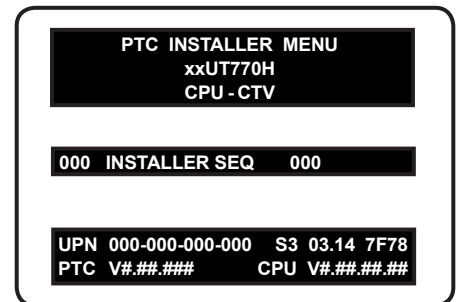 PTC INSTALLER MENU
xxUT770H
CPU - CTV
000 INSTALLER SEQ 000
UPN 000-000-000-000 S3 03.14 7F78
PTC V#.##.### CPU V#.##.##.##